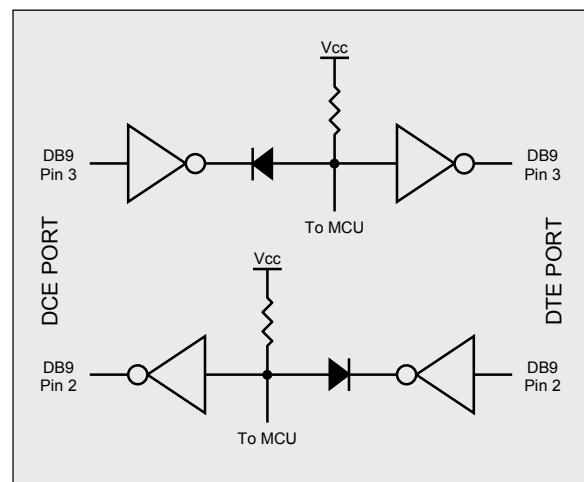 Vcc
DB9
Pin 3
DB9
Pin 3
To MCU
DCE PORT
DTE PORT
Vcc
DB9
Pin 2
DB9
Pin 2
To MCU